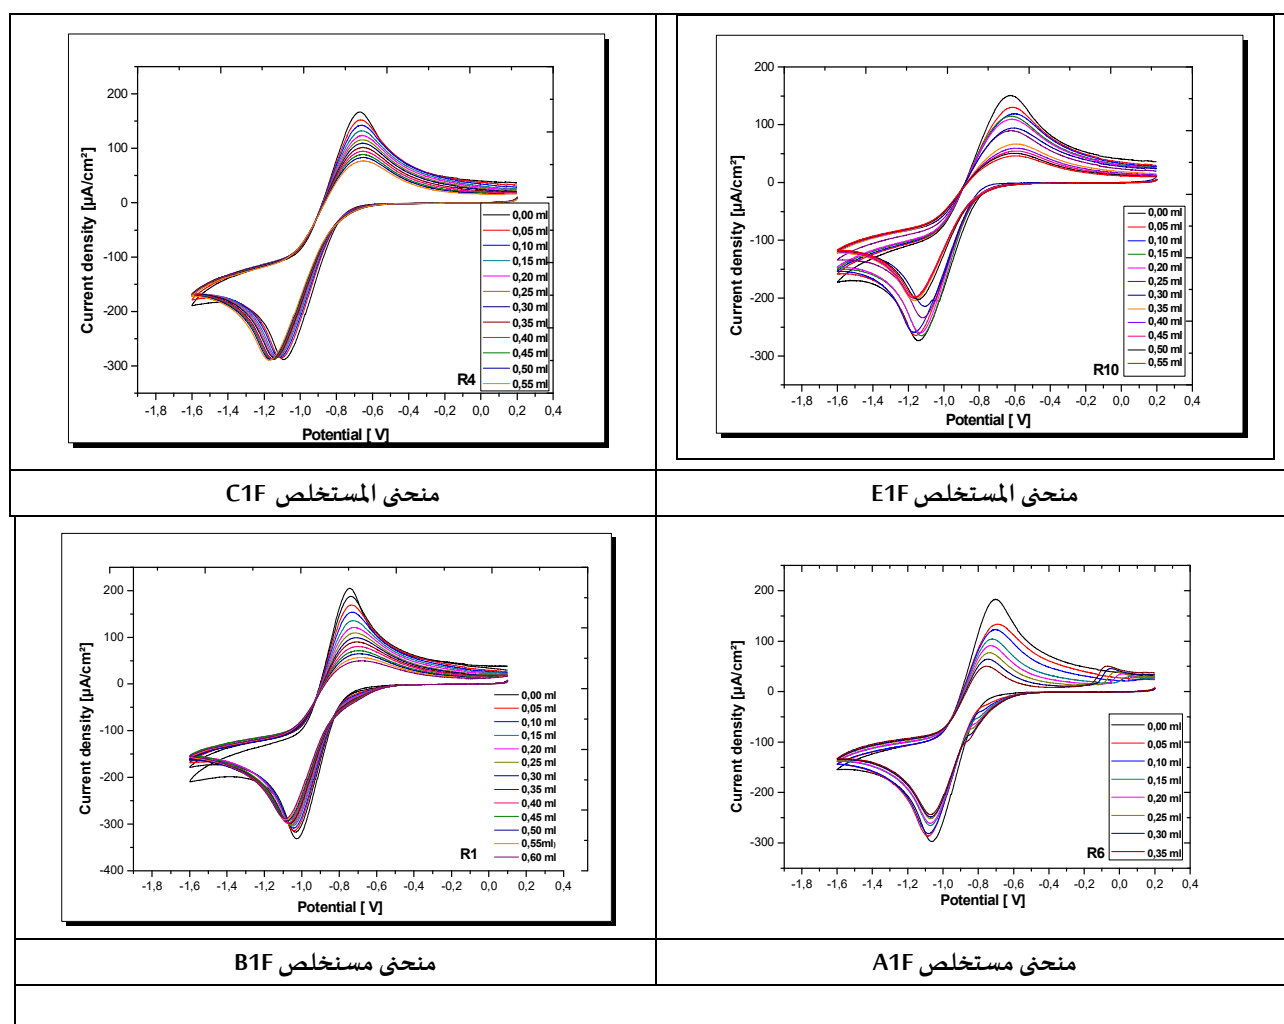 200
100
0
-100
-200
-300
Current density [µA/cm²]
0,00 ml
0,05 ml
0,10 ml
0,15 ml
0,20 ml
0,25 ml
0,30 ml
0,35 ml
0,40 ml
0,45 ml
0,50 ml
0,55 ml
R4
-1,8 -1,6 -1,4 -1,2 -1,0 -0,8 -0,6 -0,4 -0,2 0,0 0,2 0,4
Potential [ V]
200
100
0
-100
-200
-300
Current density [µA/cm²]
0,00 ml
0,05 ml
0,10 ml
0,15 ml
0,20 ml
0,25 ml
0,30 ml
0,35 ml
0,40 ml
0,45 ml
0,50 ml
0,55 ml
R10
-1,8 -1,6 -1,4 -1,2 -1,0 -0,8 -0,6 -0,4 -0,2 0,0 0,2 0,4
Potential [ V]
منحنى المستخلص C1F
منحنى المستخلص E1F
200
100
0
-100
-200
-300
-400
Current density [µA/cm²]
0,00 ml
0,05 ml
0,10 ml
0,15 ml
0,20 ml
0,25 ml
0,30 ml
0,35 ml
0,40 ml
0,45 ml
0,50 ml
0,55ml)
0,60 ml
R1
-1,8 -1,6 -1,4 -1,2 -1,0 -0,8 -0,6 -0,4 -0,2 0,0 0,2 0,4
Potential [ V]
200
100
0
-100
-200
-300
Current density [µA/cm²]
0,00 ml
0,05 ml
0,10 ml
0,15 ml
0,20 ml
0,25 ml
0,30 ml
0,35 ml
R6
-1,8 -1,6 -1,4 -1,2 -1,0 -0,8 -0,6 -0,4 -0,2 0,0 0,2 0,4
Potential [ V]
منحنى مسنخلص B1F
منحنى مستخلص A1F